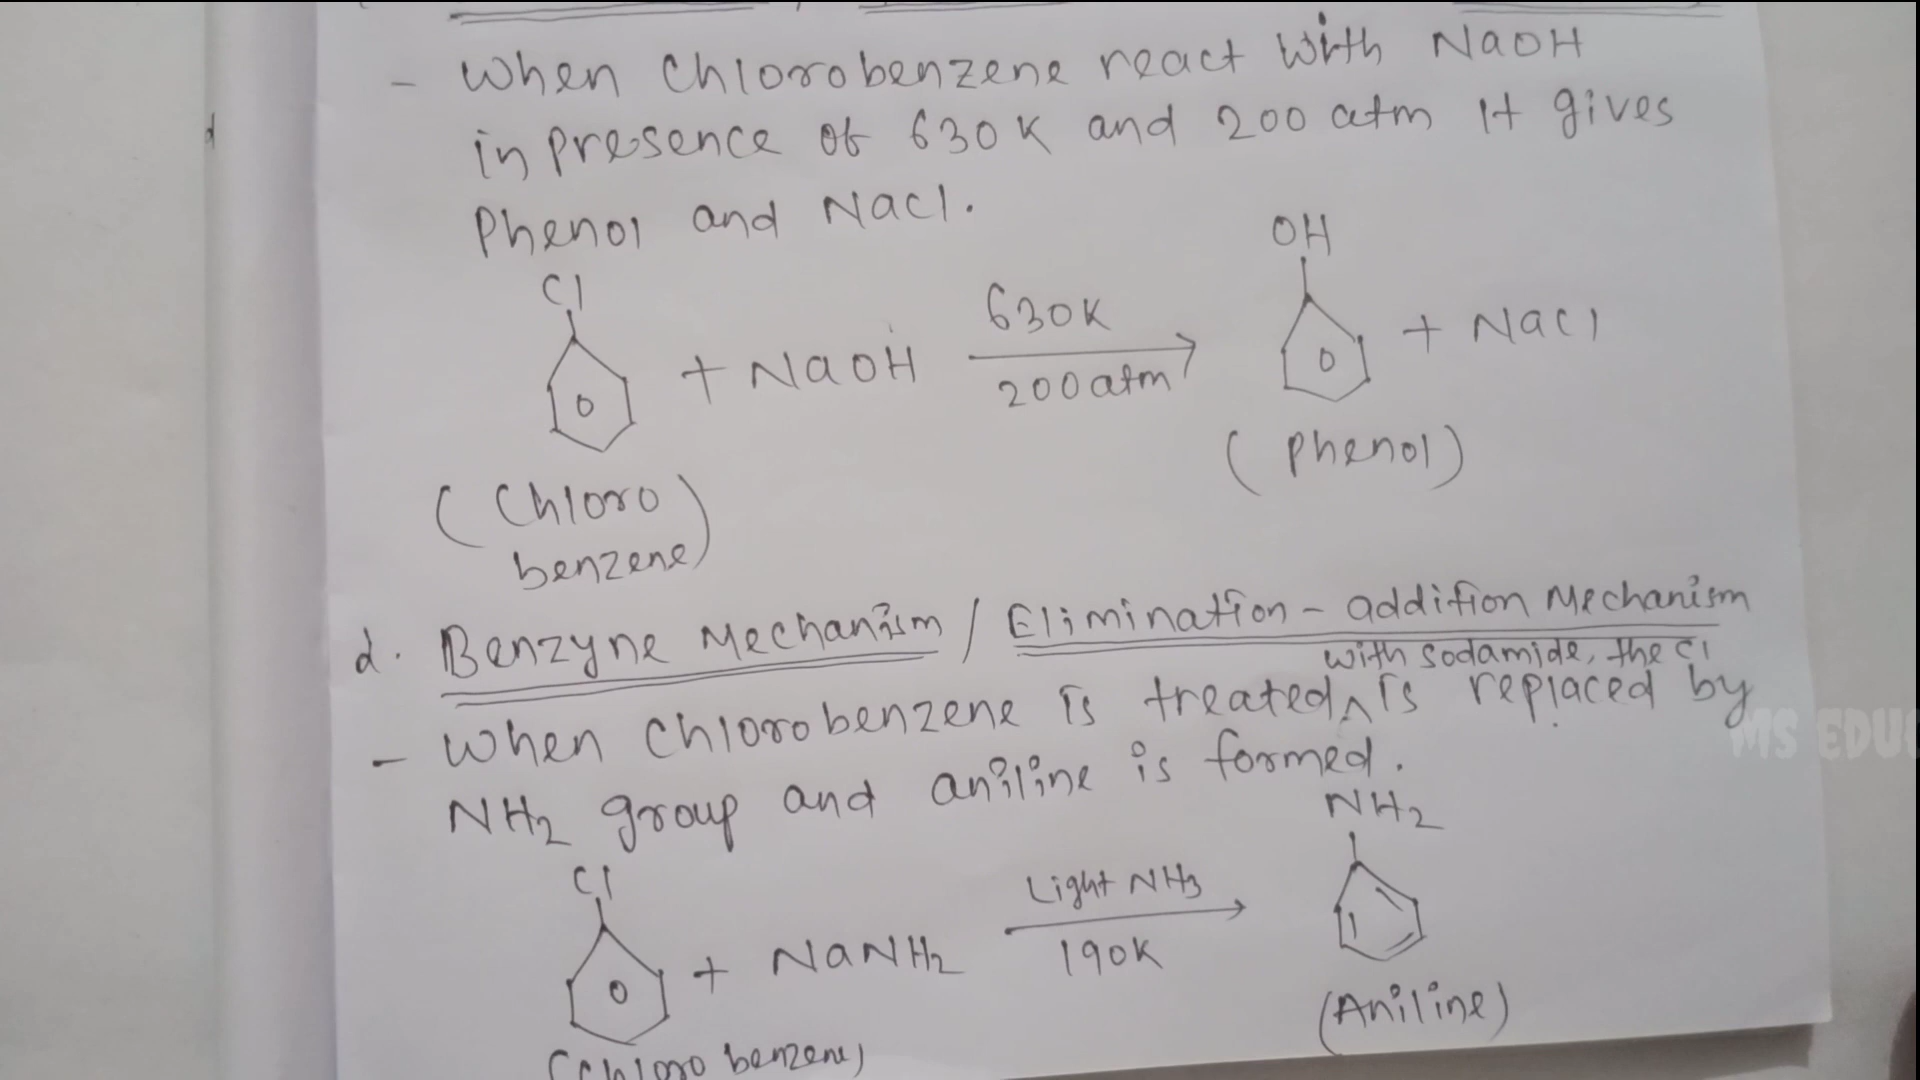 - When Chlorobenzene react with NaOH
in presence of 630K and 200 atm It gives
Phenol and NaCl.
Cl
OH
+ NaOH
630K
200 atm
+ NaCl
(Phenol)
(Chloro
benzene)
d. Benzyne Mechanism / Elimination - addition Mechanism
with sodamide, the Cl
- When Chlorobenzene is treated ^ is replaced by
NH2 group and aniline is formed.
MS EDU
Cl
NH2
+ NaNH2
Light NH3
190K
(Aniline)
(Chloro benzene)